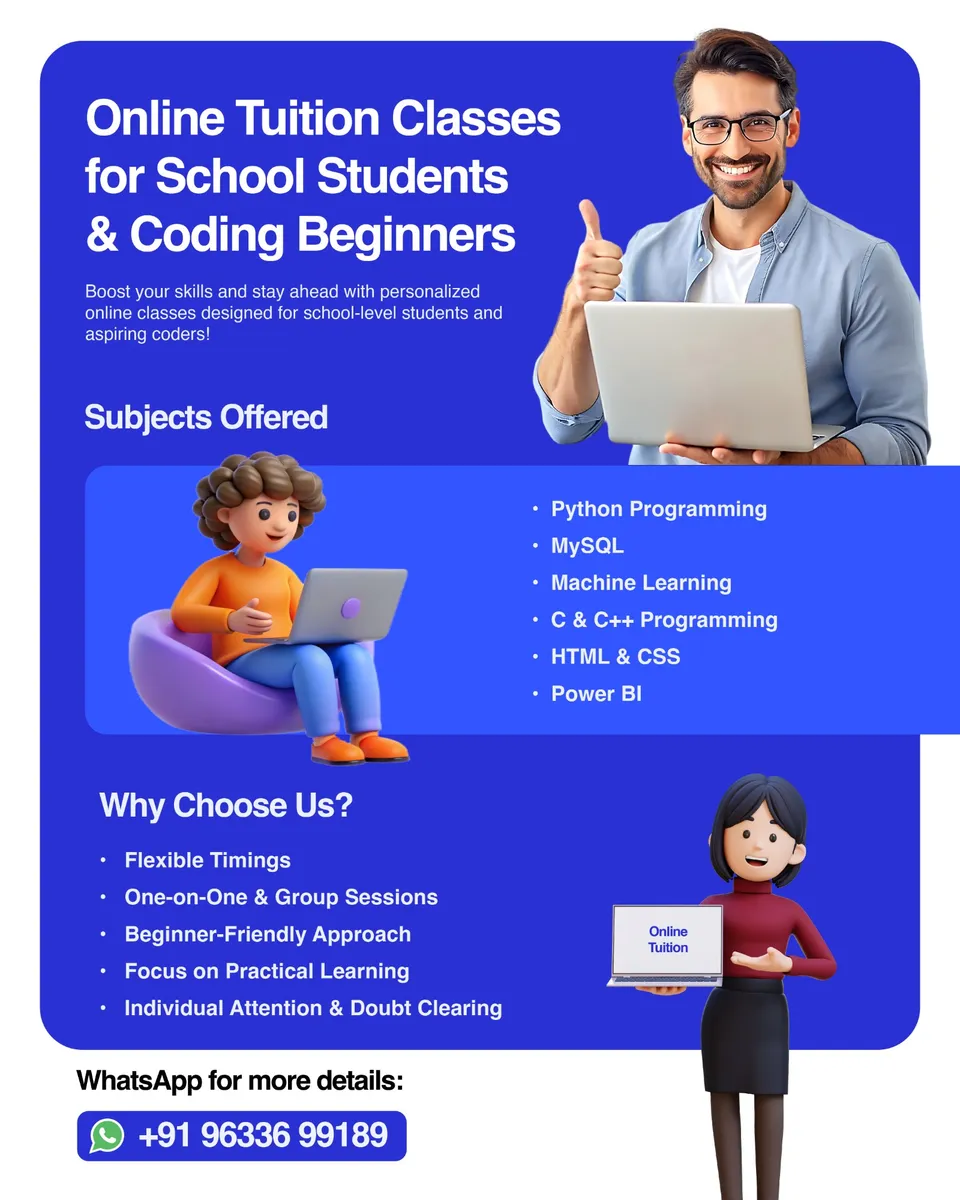 Online Tuition Classes
for School Students
& Coding Beginners
Boost your skills and stay ahead with personalized
online classes designed for school-level students and
aspiring coders!
Subjects Offered
• Python Programming
• MySQL
• Machine Learning
• C & C++ Programming
• HTML & CSS
• Power BI
Why Choose Us?
• Flexible Timings
• One-on-One & Group Sessions
• Beginner-Friendly Approach
• Focus on Practical Learning
• Individual Attention & Doubt Clearing
Online
Tuition
WhatsApp for more details:
+91 96336 99189